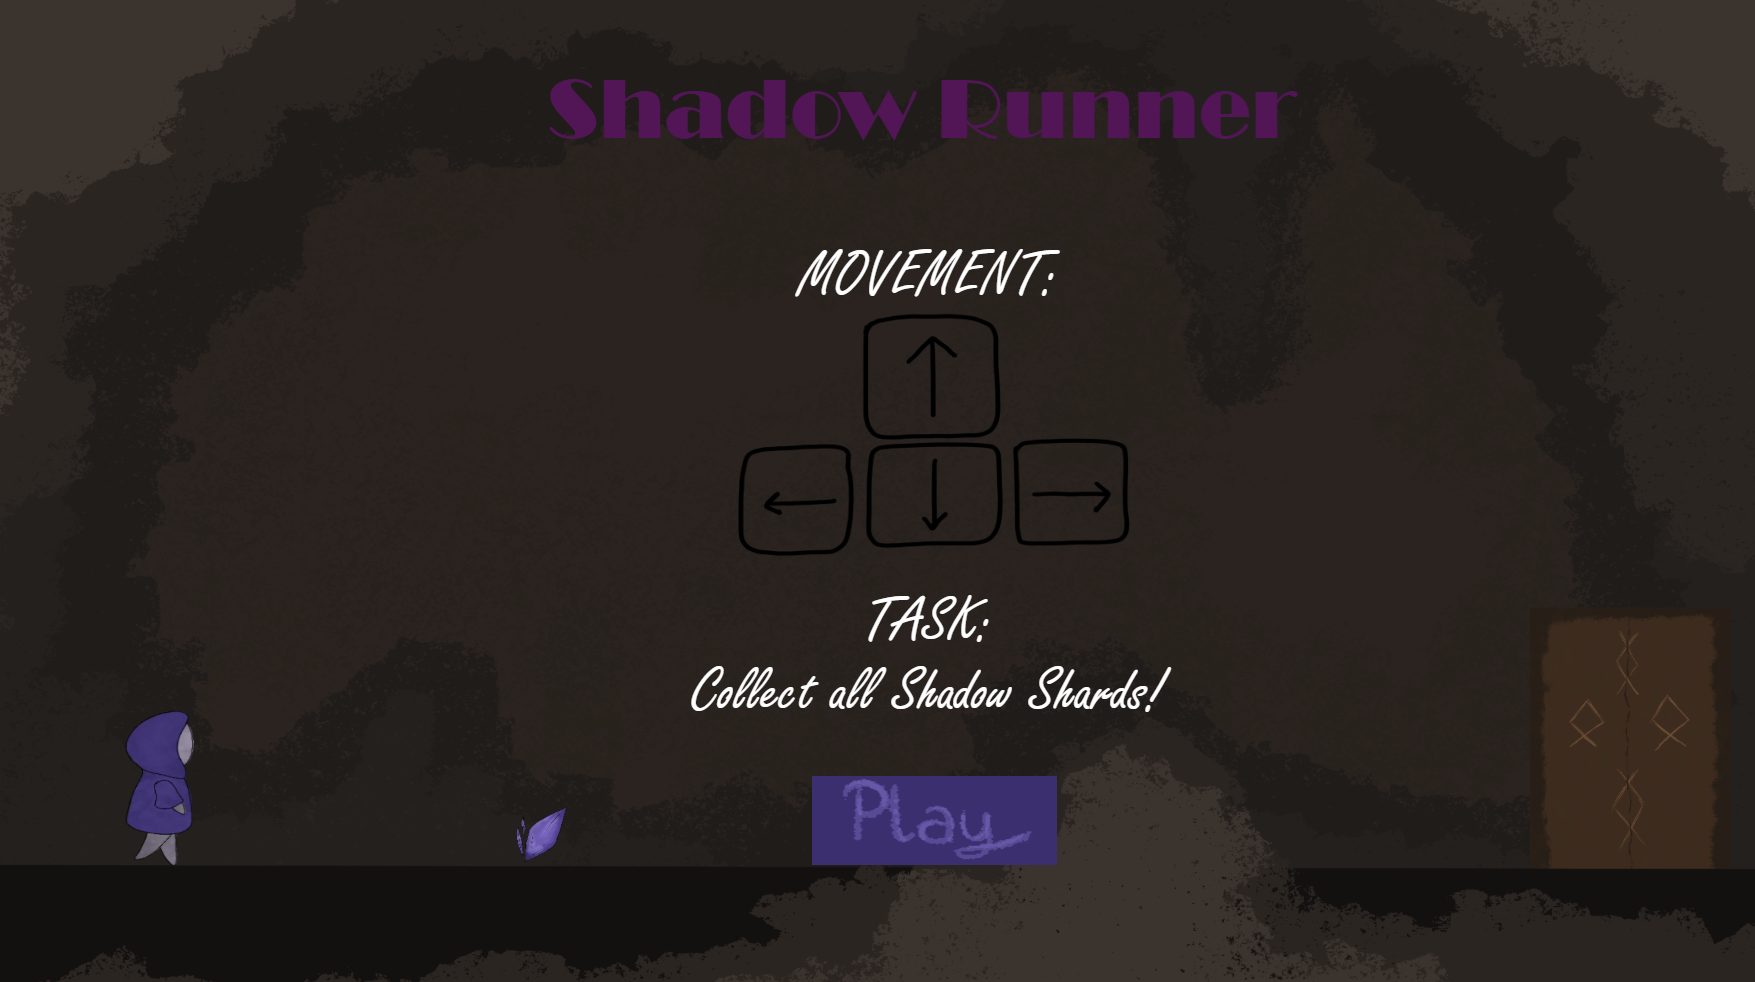 Shadow Runner
MOVEMENT:
TASK:
Collect all Shadow Shards!
Play